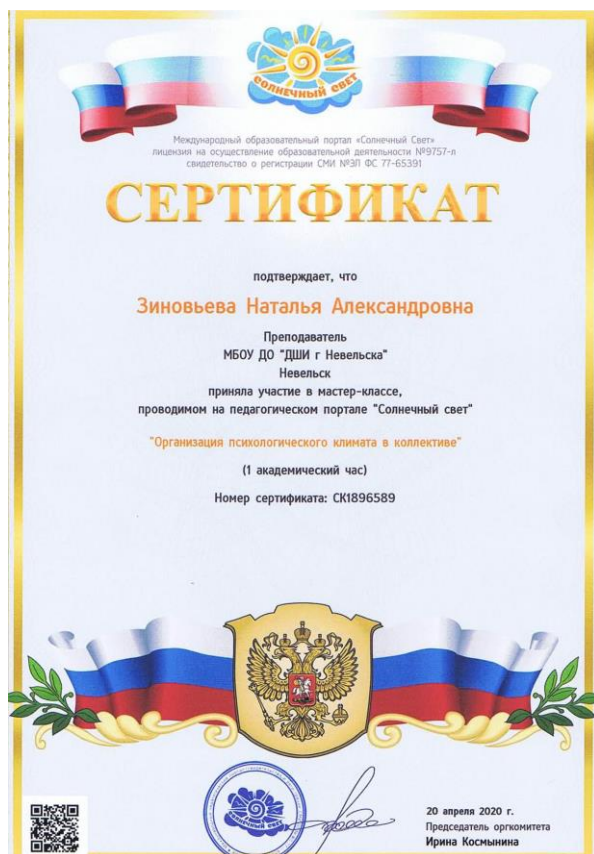 СОЛНЕЧНЫЙ СВЕТ
Международный образовательный портал «Солнечный Свет»
лицензия на осуществление образовательной деятельности №9757-л
свидетельство о регистрации СМИ №ЭЛ ФС 77-65391
СЕРТИФИКАТ
подтверждает, что
Зиновьева Наталья Александровна
Преподаватель
МБОУ ДО "ДШИ г Невельска"
Невельск
приняла участие в мастер-классе,
проводимом на педагогическом портале "Солнечный свет"
"Организация психологического климата в коллективе"
(1 академический час)
Номер сертификата: СК1896589
СОЛНЕЧНЫЙ СВЕТ
20 апреля 2020 г.
Председатель оргкомитета
Ирина Космынина